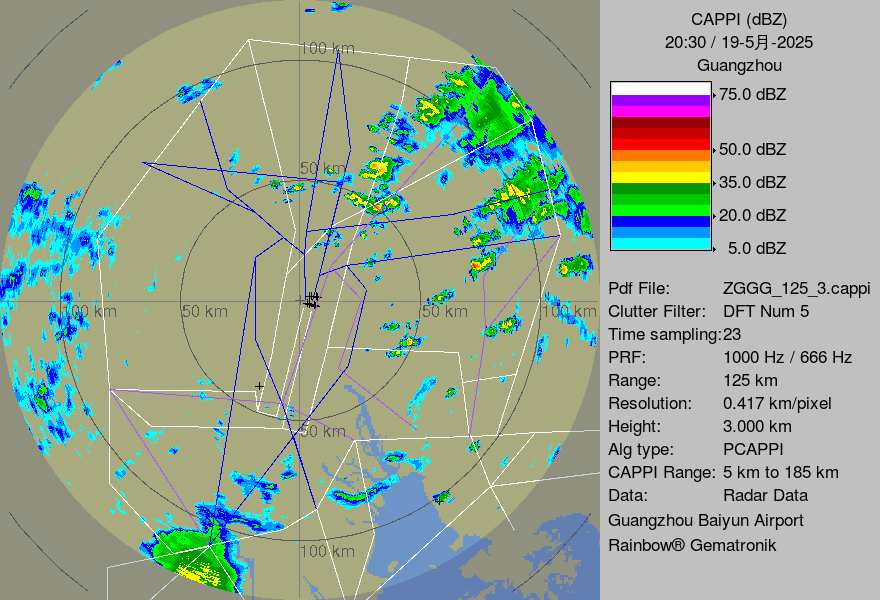 CAPPI (dBZ)
20:30 / 19-5月-2025
Guangzhou
75.0 dBZ
50.0 dBZ
35.0 dBZ
20.0 dBZ
5.0 dBZ
Pdf File: ZGGG_125_3.cappi
Clutter Filter: DFT Num 5
Time sampling:23
PRF: 1000 Hz / 666 Hz
Range: 125 km
Resolution: 0.417 km/pixel
Height: 3.000 km
Alg type: PCAPPI
CAPPI Range: 5 km to 185 km
Data: Radar Data
Guangzhou Baiyun Airport
Rainbow® Gematronik
100 km
50 km
100 km
50 km
50 km
100 km
50 km
100 km